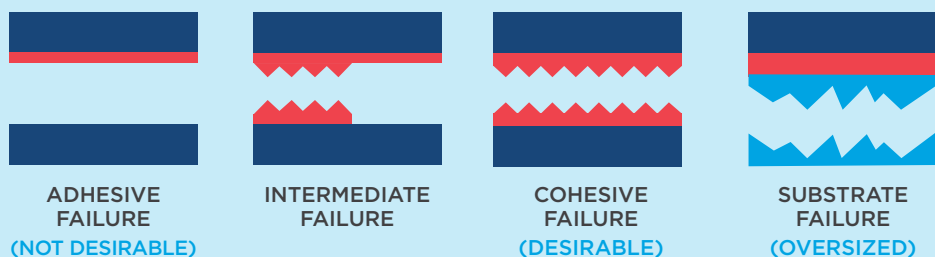 ADHESIVE
FAILURE
(NOT DESIRABLE)
INTERMEDIATE
FAILURE
COHESIVE
FAILURE
(DESIRABLE)
SUBSTRATE
FAILURE
(OVERSIZED)